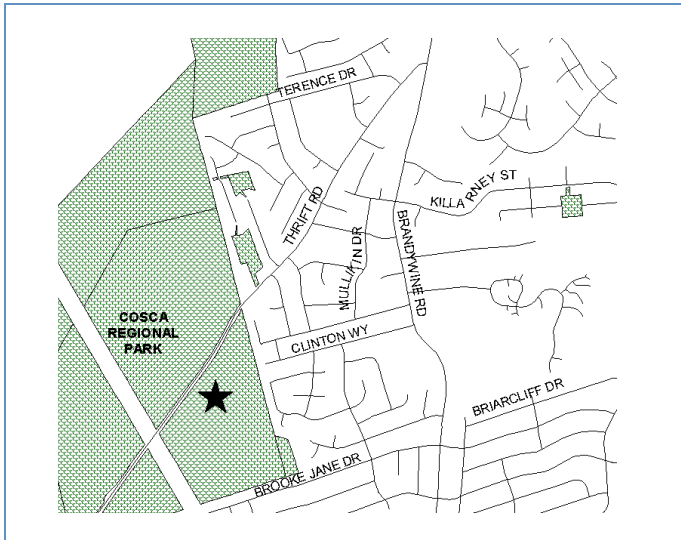 TERENCE DR
KILLARNEY ST
THRIFT RD
MULLIKIN DR
BRANDYWINE RD
COSCA
REGIONAL
PARK
CLINTON WY
BRIARCLIFF DR
BROOKE JANE DR